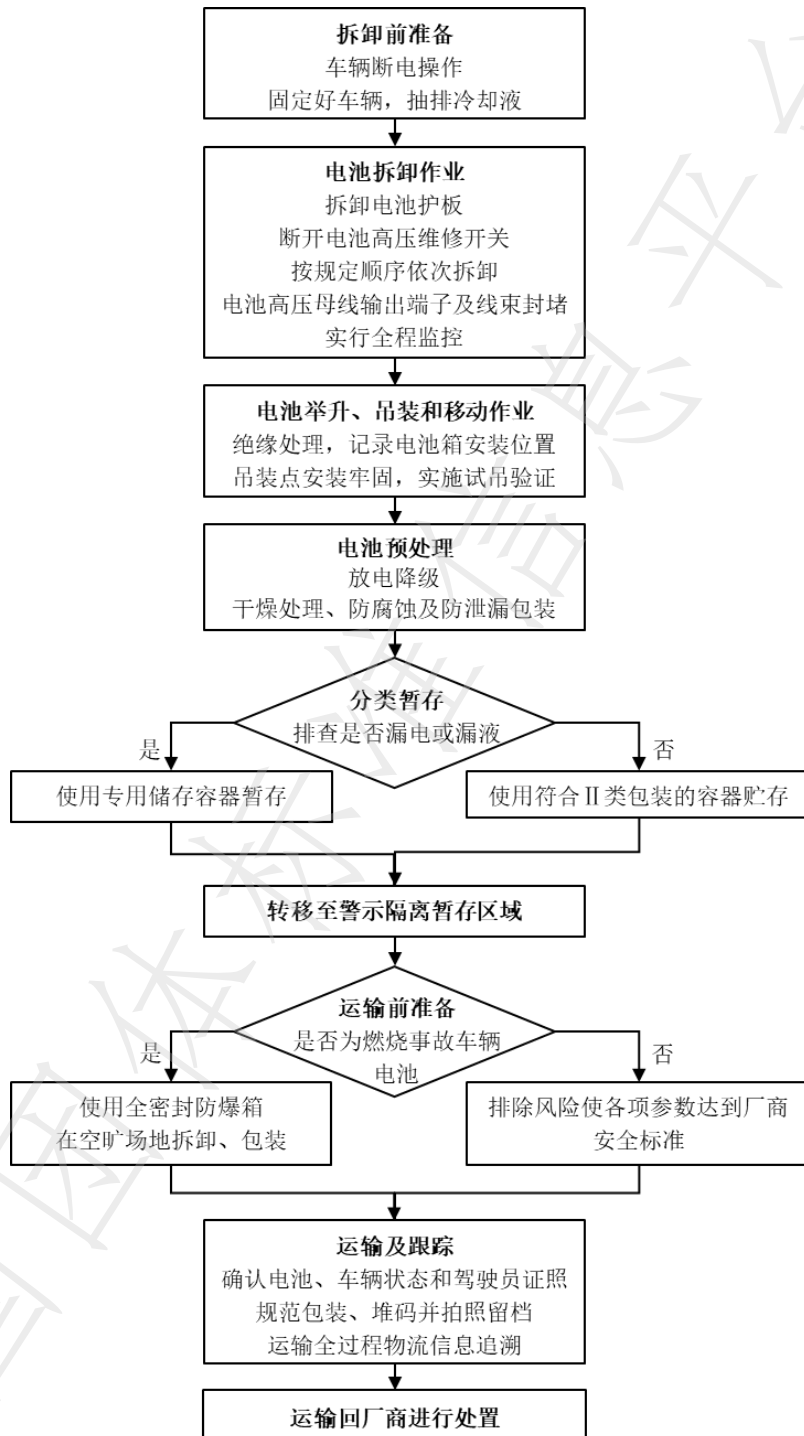 拆卸前准备
车辆断电操作
固定好车辆，抽排冷却液
电池拆卸作业
拆卸电池护板
断开电池高压维修开关
按规定顺序依次拆卸
电池高压母线输出端子及线束封堵
实行全程监控
电池举升、吊装和移动作业
绝缘处理，记录电池箱安装位置
吊装点安装牢固，实施试吊验证
电池预处理
放电降级
干燥处理、防腐蚀及防泄漏包装
分类暂存
排查是否漏电或漏液
是
否
使用专用储存容器暂存
使用符合Ⅱ类包装的容器贮存
转移至警示隔离暂存区域
运输前准备
是否为燃烧事故车辆
电池
是
否
使用全密封防爆箱
在空旷场地拆卸、包装
排除风险使各项参数达到厂商
安全标准
运输及跟踪
确认电池、车辆状态和驾驶员证照
规范包装、堆码并拍照留档
运输全过程物流信息追溯
运输回厂商进行处置
国团体标准信息平